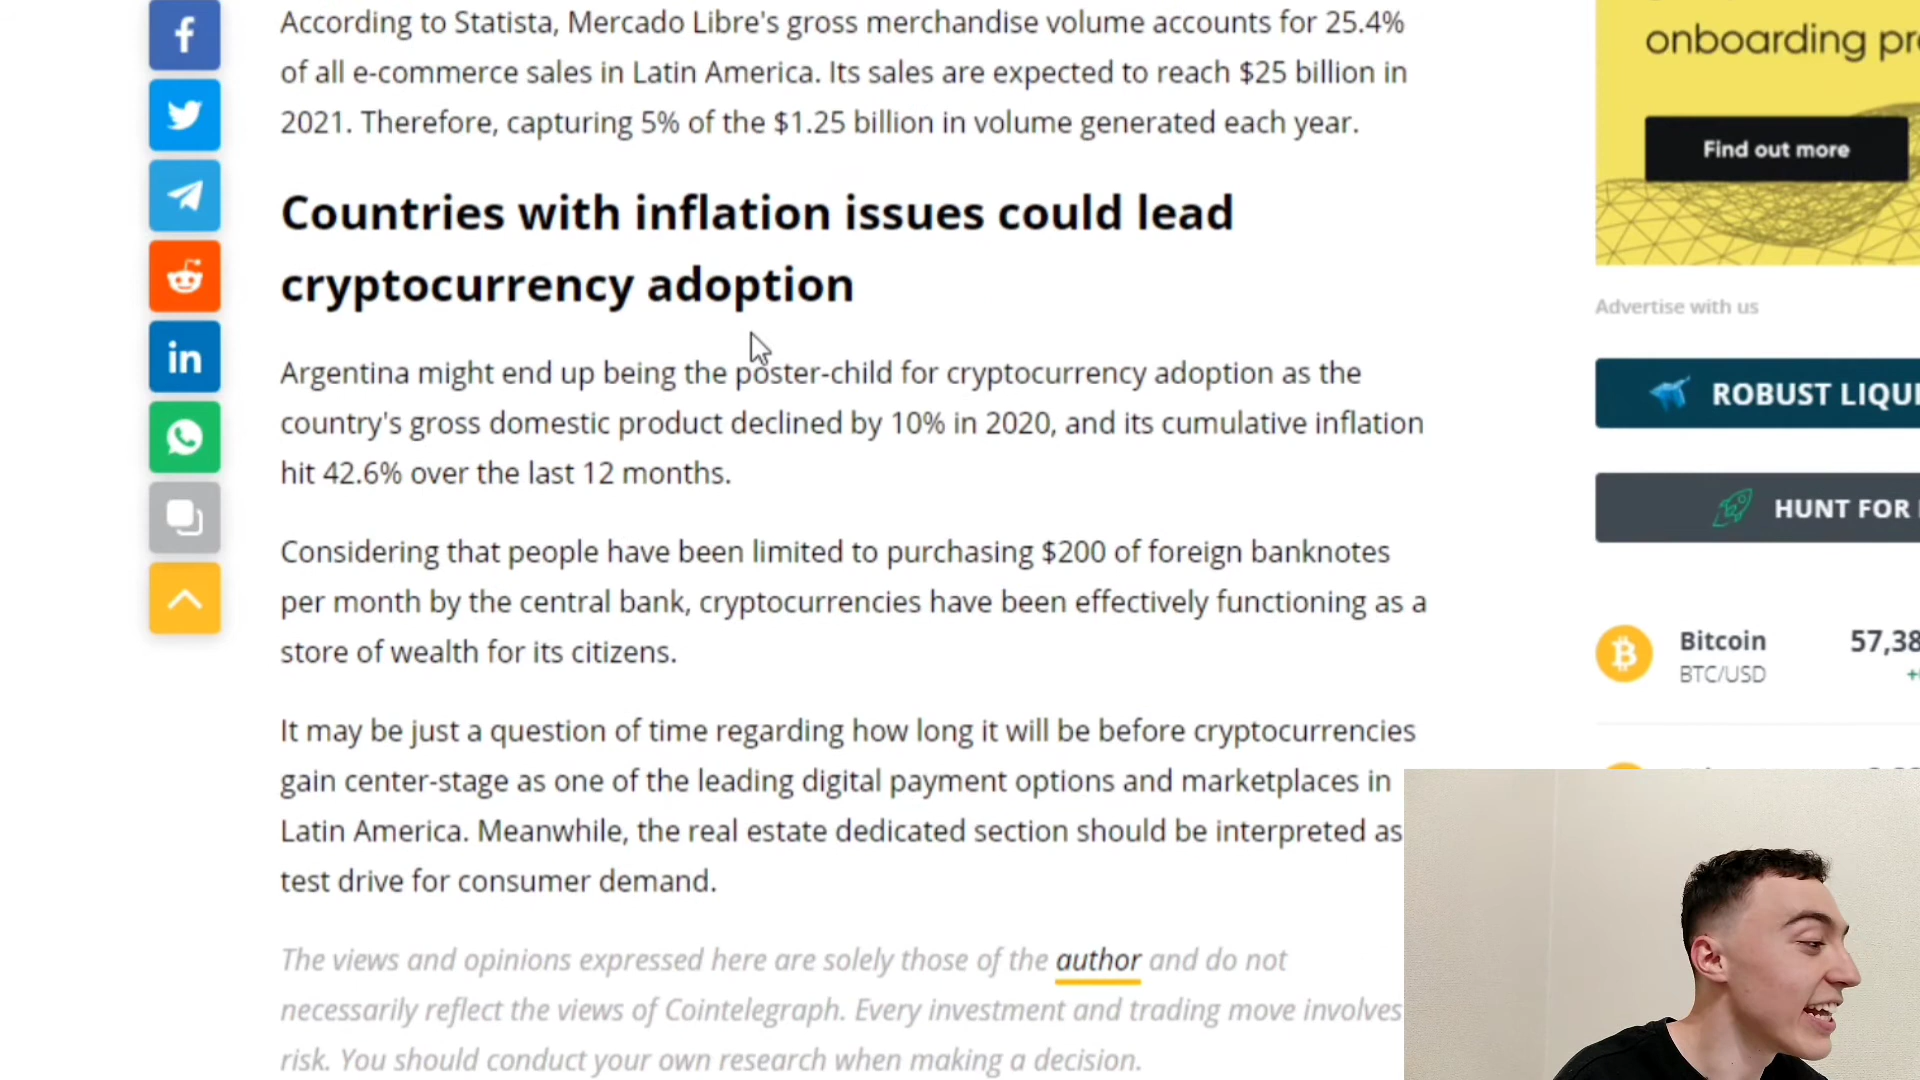 According to Statista, Mercado Libre's gross merchandise volume accounts for 25.4%
of all e-commerce sales in Latin America. Its sales are expected to reach $25 billion in
2021. Therefore, capturing 5% of the $1.25 billion in volume generated each year.
Countries with inflation issues could lead
cryptocurrency adoption
Argentina might end up being the poster-child for cryptocurrency adoption as the
country's gross domestic product declined by 10% in 2020, and its cumulative inflation
hit 42.6% over the last 12 months.
Considering that people have been limited to purchasing $200 of foreign banknotes
per month by the central bank, cryptocurrencies have been effectively functioning as a
store of wealth for its citizens.
It may be just a question of time regarding how long it will be before cryptocurrencies
gain center-stage as one of the leading digital payment options and marketplaces in
Latin America. Meanwhile, the real estate dedicated section should be interpreted as
test drive for consumer demand.
The views and opinions expressed here are solely those of the author and do not
necessarily reflect the views of Cointelegraph. Every investment and trading move involves
risk. You should conduct your own research when making a decision.
onboarding
Find out more
Advertise with us
ROBUST
HUNT FOR
Bitcoin 57,38
BTC/USD